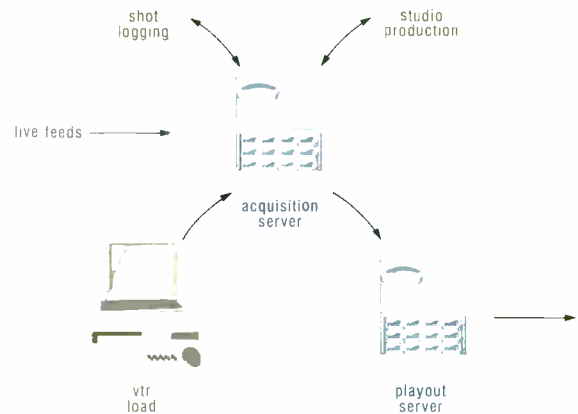 shot
logging
studio
production
live feeds
acquisition
server
vtr
load
playout
server